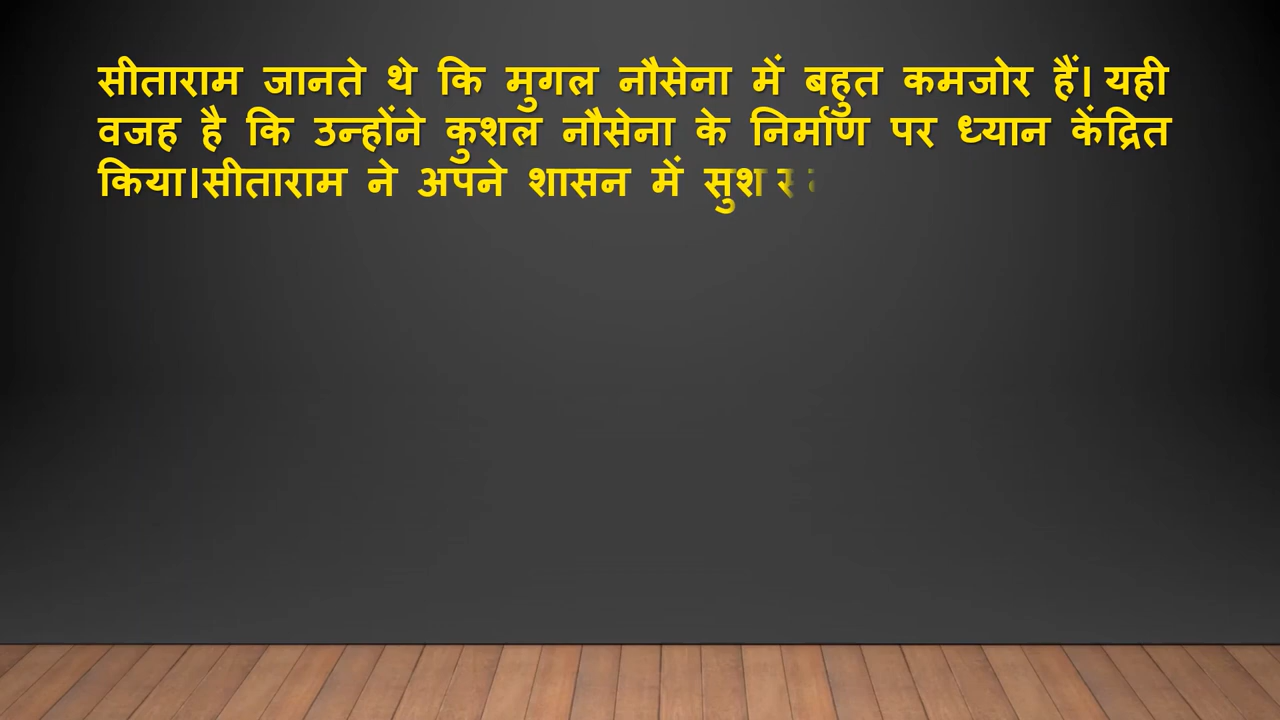 सीताराम जानते थे कि मुगल नौसेना में बहुत कमजोर हैं। यही
वजह है कि उन्होंने कुशल नौसेना के निर्माण पर ध्यान केंद्रित
किया।सीताराम ने अपने शासन में